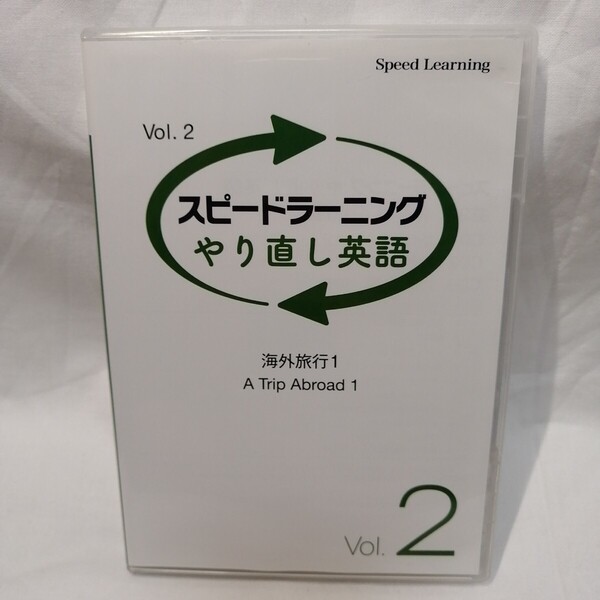 Speed Learning
Vol. 2
スピードラーニング
やり直し英語
海外旅行1
A Trip Abroad 1
Vol. 2